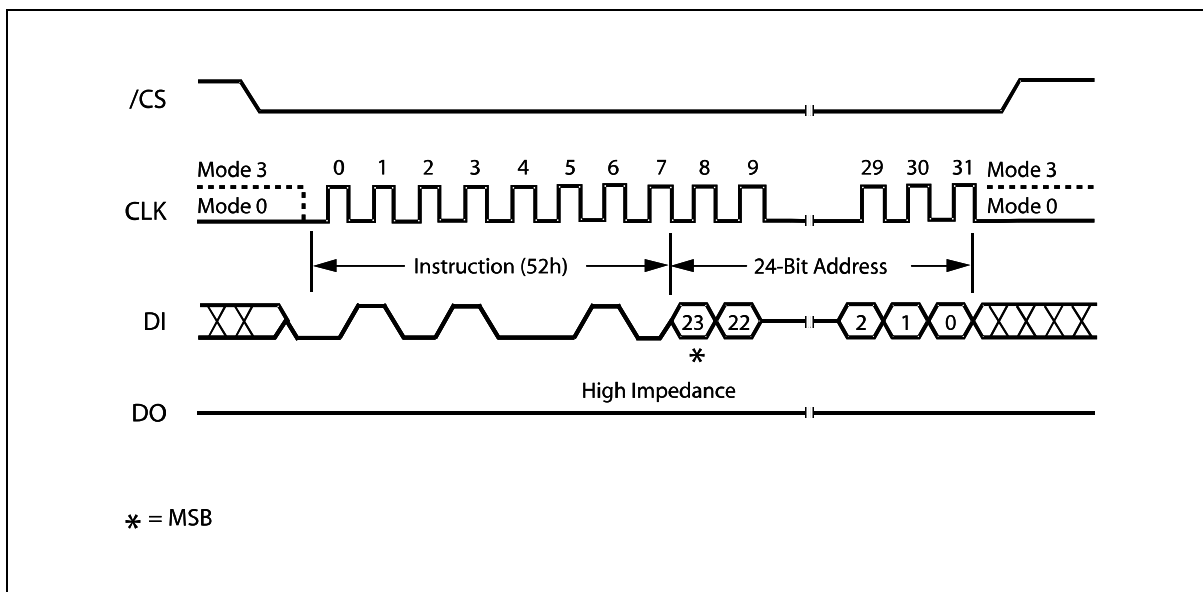 /CS
Mode 3 0 1 2 3 4 5 6 7 8 9 29 30 31 Mode 3
CLK Mode 0 Mode 0
Instruction (52h) 24-Bit Address
DI 23 22 2 1 0
*
High Impedance
DO
* = MSB